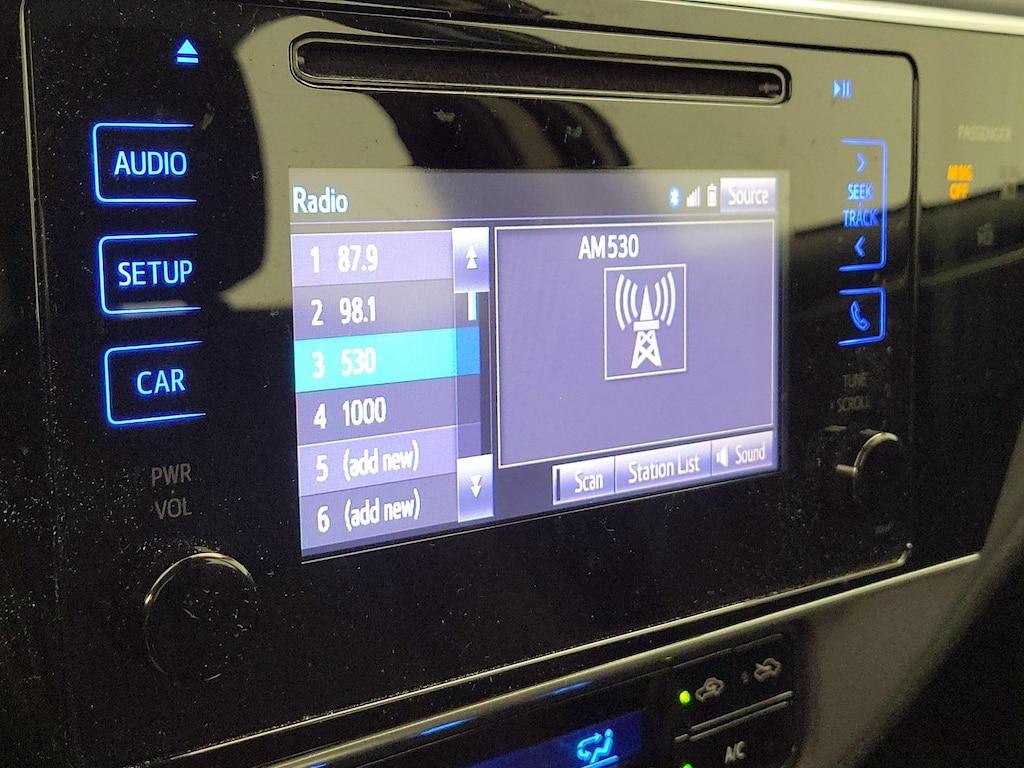 AUDIO
SETUP
CAR
PWR
VOL
Radio
Source
1 87.9
2 98.1
3 530
4 1000
5 (add new)
6 (add new)
AM530
Scan
Station List
Sound
SEEK
TRACK
TUNE
SCROLL
PASSENGER
OFF
A/C